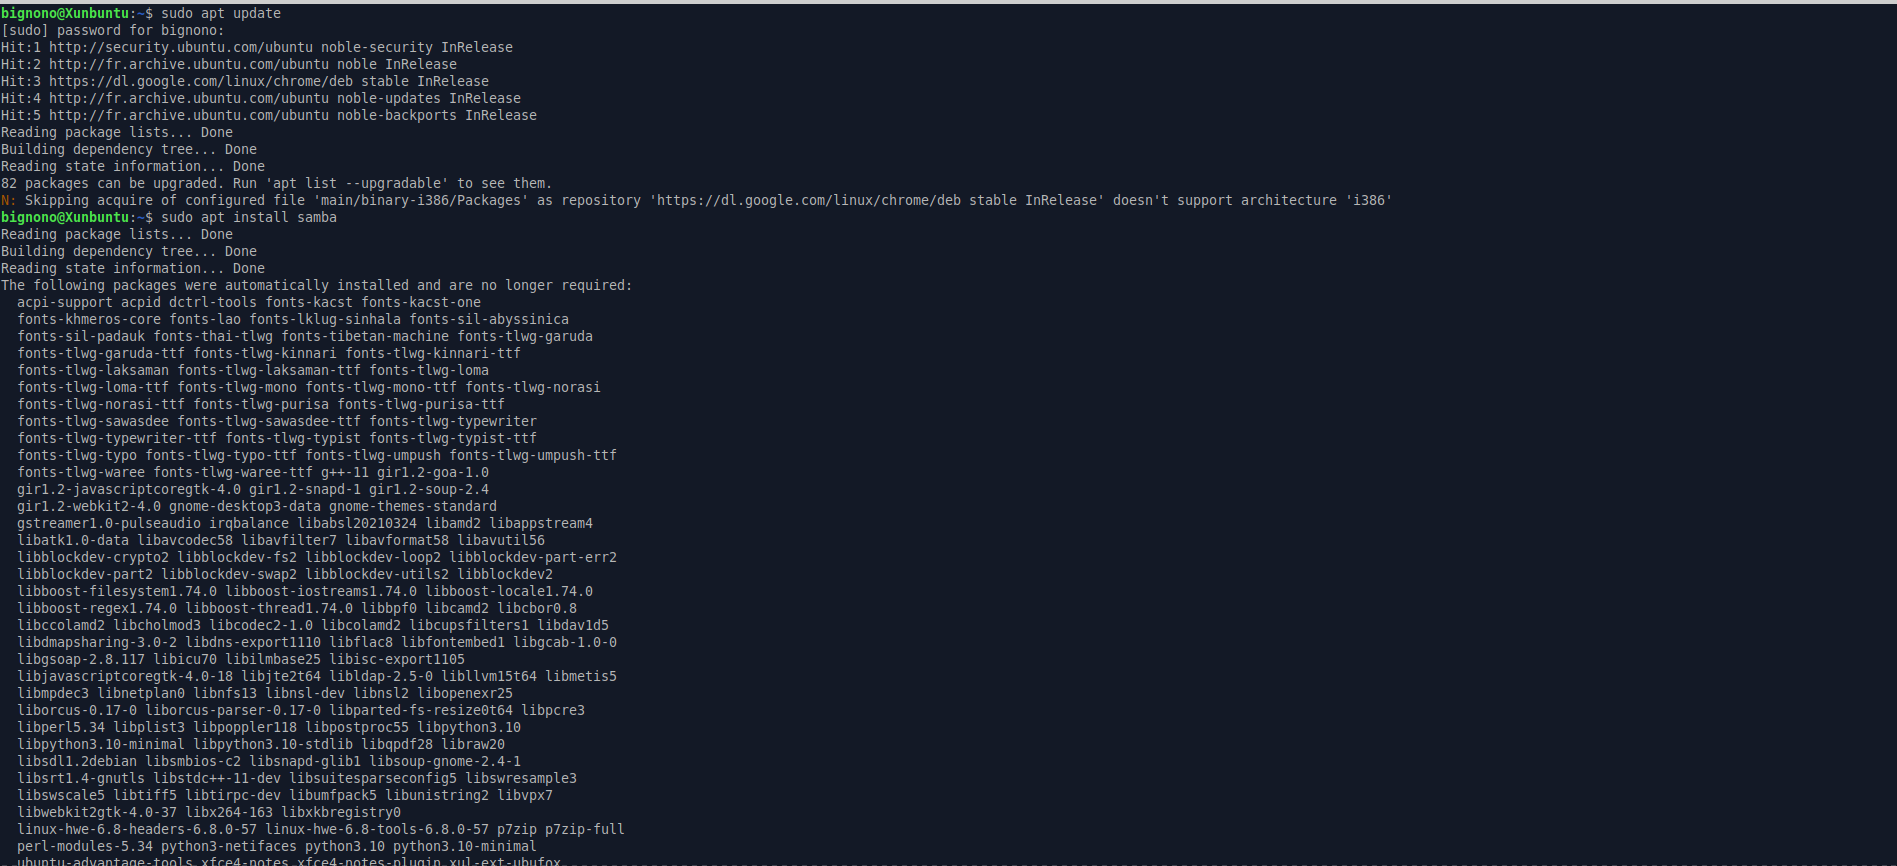 bignono@Xunbuntu:~$ sudo apt update
[sudo] password for bignono:
Hit:1 http://security.ubuntu.com/ubuntu noble-security InRelease
Hit:2 http://fr.archive.ubuntu.com/ubuntu noble InRelease
Hit:3 https://dl.google.com/linux/chrome/deb stable InRelease
Hit:4 http://fr.archive.ubuntu.com/ubuntu noble-updates InRelease
Hit:5 http://fr.archive.ubuntu.com/ubuntu noble-backports InRelease
Reading package lists... Done
Building dependency tree... Done
Reading state information... Done
82 packages can be upgraded. Run 'apt list --upgradable' to see them.
N: Skipping acquire of configured file 'main/binary-i386/Packages' as repository 'https://dl.google.com/linux/chrome/deb stable InRelease' doesn't support architecture 'i386'
bignono@Xunbuntu:~$ sudo apt install samba
Reading package lists... Done
Building dependency tree... Done
Reading state information... Done
The following packages were automatically installed and are no longer required:
  acpi-support acpid dctrl-tools fonts-kacst fonts-kacst-one
  fonts-khmeros-core fonts-lao fonts-lklug-sinhala fonts-sil-abyssinica
  fonts-sil-padauk fonts-thai-tlwg fonts-tibetan-machine fonts-tlwg-garuda
  fonts-tlwg-garuda-ttf fonts-tlwg-kinnari fonts-tlwg-kinnari-ttf
  fonts-tlwg-laksaman fonts-tlwg-laksaman-ttf fonts-tlwg-loma
  fonts-tlwg-loma-ttf fonts-tlwg-mono fonts-tlwg-mono-ttf fonts-tlwg-norasi
  fonts-tlwg-norasi-ttf fonts-tlwg-purisa fonts-tlwg-purisa-ttf
  fonts-tlwg-sawasdee fonts-tlwg-sawasdee-ttf fonts-tlwg-typewriter
  fonts-tlwg-typewriter-ttf fonts-tlwg-typist fonts-tlwg-typist-ttf
  fonts-tlwg-typo fonts-tlwg-typo-ttf fonts-tlwg-umpush fonts-tlwg-umpush-ttf
  fonts-tlwg-waree fonts-tlwg-waree-ttf g++-11 gir1.2-goa-1.0
  gir1.2-javascriptcoregtk-4.0 gir1.2-snapd-1 gir1.2-soup-2.4
  gir1.2-webkit2-4.0 gnome-desktop3-data gnome-themes-standard
  gstreamer1.0-pulseaudio irqbalance libabsl20210324 libamd2 libappstream4
  libatk1.0-data libavcodec58 libavfilter7 libavformat58 libavutil56
  libblockdev-crypto2 libblockdev-fs2 libblockdev-loop2 libblockdev-part-err2
  libblockdev-part2 libblockdev-swap2 libblockdev-utils2 libblockdev2
  libboost-filesystem1.74.0 libboost-iostreams1.74.0 libboost-locale1.74.0
  libboost-regex1.74.0 libboost-thread1.74.0 libbpf0 libcamd2 libcbor0.8
  libccolamd2 libcholmod3 libcodec2-1.0 libcolamd2 libcupsfilters1 libdav1d5
  libdmapsharing-3.0-2 libdns-export1110 libflac8 libfontembed1 libgcab-1.0-0
  libgsoap-2.8.117 libicu70 libilmbase25 libisc-export1105
  libjavascriptcoregtk-4.0-18 libjte2t64 libldap-2.5-0 libllvm15t64 libmetis5
  libmpdec3 libnetplan0 libnfs13 libnsl-dev libnsl2 libopenexr25
  liborcus-0.17-0 liborcus-parser-0.17-0 libparted-fs-resize0t64 libpcre3
  libperl5.34 libplist3 libpoppler118 libpostproc55 libpython3.10
  libpython3.10-minimal libpython3.10-stdlib libqpdf28 libraw20
  libsdl1.2debian libsmbios-c2 libsnapd-glib1 libsoup-gnome-2.4-1
  libsrt1.4-gnutls libstdc++-11-dev libsuitesparseconfig5 libswresample3
  libswscale5 libtiff5 libtirpc-dev libumfpack5 libunistring2 libvpx7
  libwebkit2gtk-4.0-37 libx264-163 libxkbregistry0
  linux-hwe-6.8-headers-6.8.0-57 linux-hwe-6.8-tools-6.8.0-57 p7zip p7zip-full
  perl-modules-5.34 python3-netifaces python3.10 python3.10-minimal
  ubuntu-advantage-tools xfce4-notes xfce4-notes-plugin xul-ext-ubufox